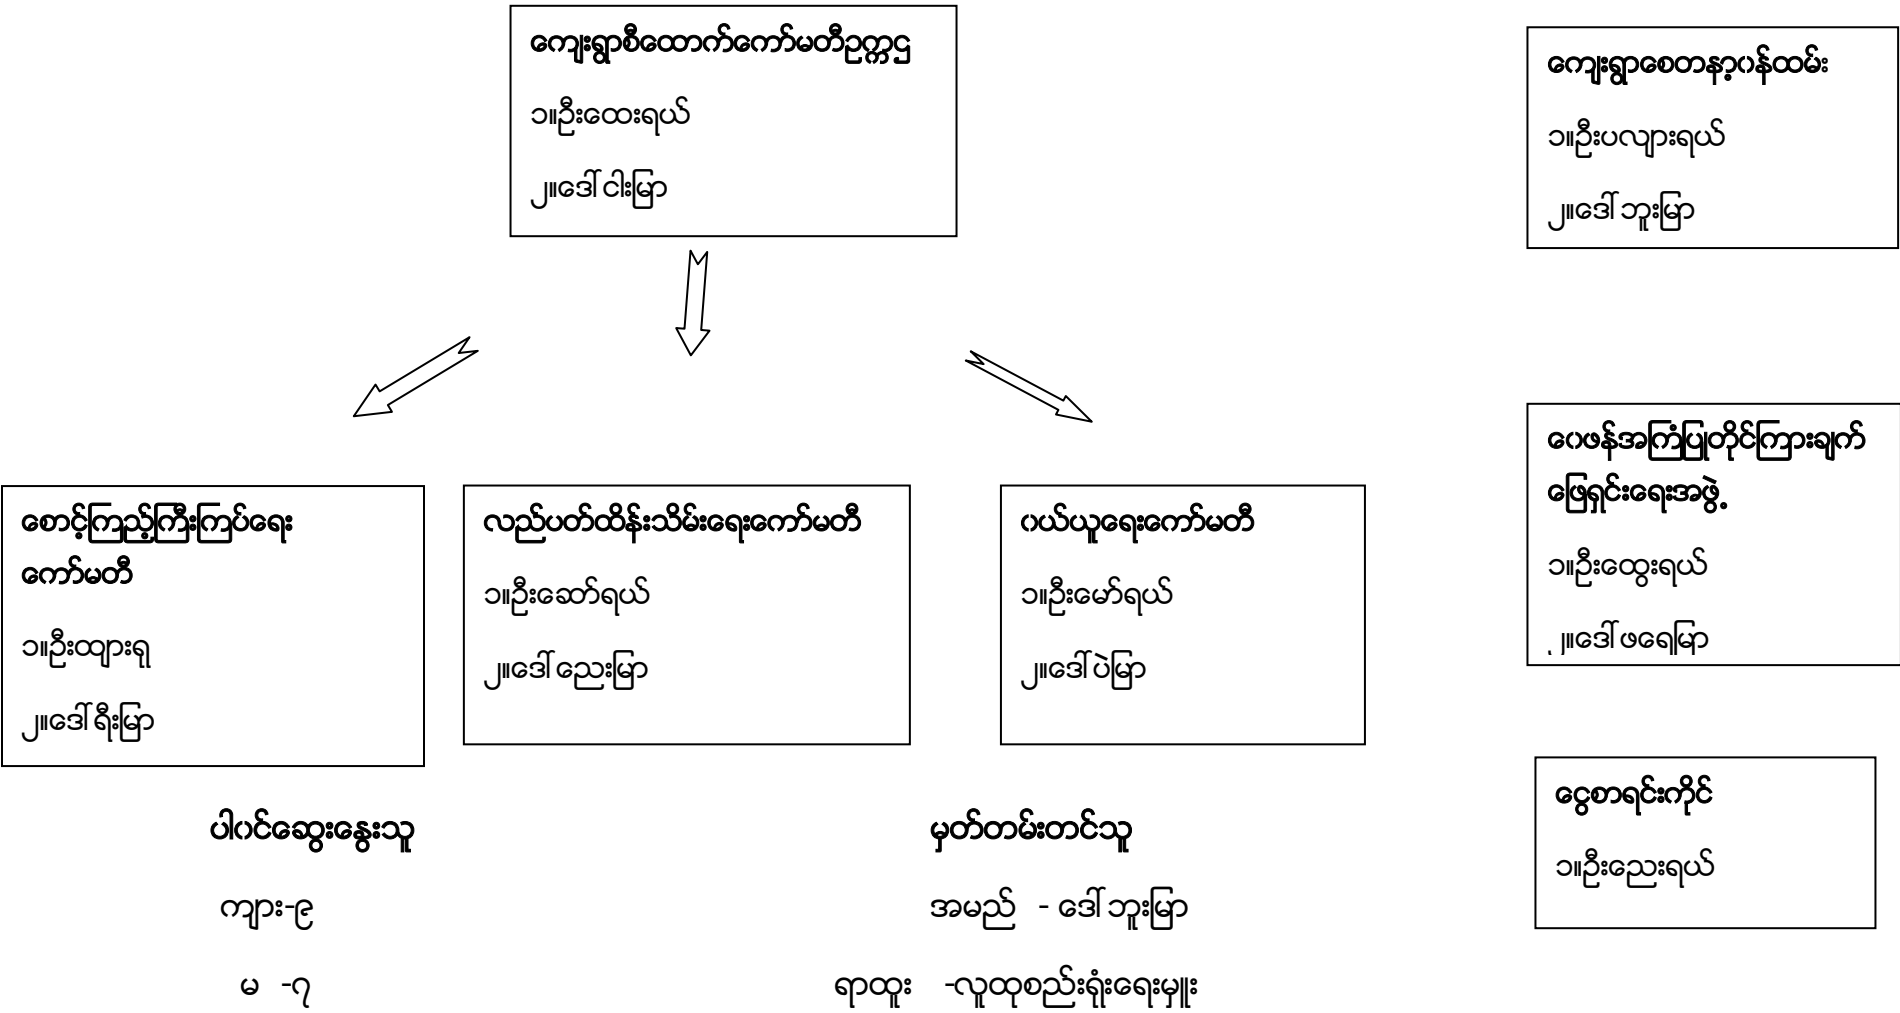 ကျေးရွာစီထောက်ကော်မတီဥက္ကဌ
၁။ဦးထေးရယ်
၂။ဒေါ်ငါးမြာ
ကျေးရွာစေတနာ့ဝန်ထမ်း
၁။ဦးပလျားရယ်
၂။ဒေါ်ဘူးမြာ
စောင့်ကြည့်ကြီးကြပ်ရေး
ကော်မတီ
၁။ဦးထျားရု
၂။ဒေါ်ရီးမြာ
လည်ပတ်ထိန်းသိမ်းရေးကော်မတီ
၁။ဦးဆော်ရယ်
၂။ဒေါ်ညေးမြာ
ဝယ်ယူရေးကော်မတီ
၁။ဦးမော်ရယ်
၂။ဒေါ်ပဲမြာ
ဝေဖန်အကြံပြုတိုင်ကြားချက်
ဖြေရှင်းရေးအဖွဲ့
၁။ဦးထွေးရယ်
၂။ဒေါ်ဖရေမြာ
ငွေစာရင်းကိုင်
၁။ဦးညေးရယ်
ပါဝင်ဆွေးနွေးသူ
ကျား-၉
မ -၇
မှတ်တမ်းတင်သူ
အမည် - ဒေါ်ဘူးမြာ
ရာထူး -လူထုစည်းရုံးရေးမှူး